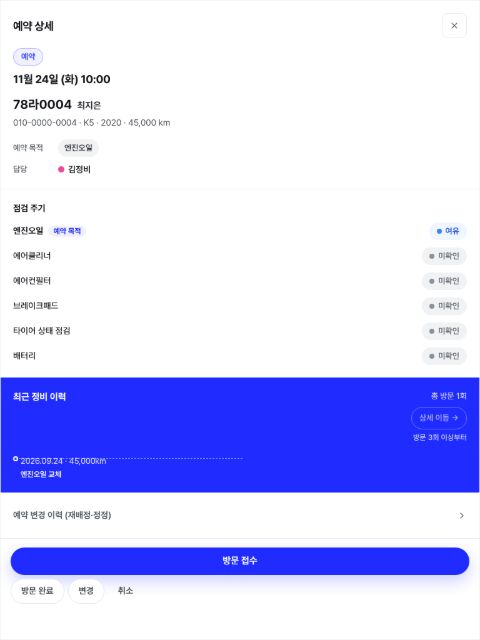 예약 상세
예약
11월 24일 (화) 10:00
78라0004 최지은
010-0000-0004 · K5 · 2020 · 45,000 km
예약 목적 엔진오일
담당 김정비
점검 주기
엔진오일 예약 목적 여유
에어클리너 미확인
에어컨필터 미확인
브레이크패드 미확인
타이어 상태 점검 미확인
배터리 미확인
최근 정비 이력 총 방문 1회
상세 이동 →
방문 3회 이상부터
2026.09.24 · 45,000km
엔진오일 교체
예약 변경 이력 (재배정·정정)
방문 접수
방문 완료 변경 취소